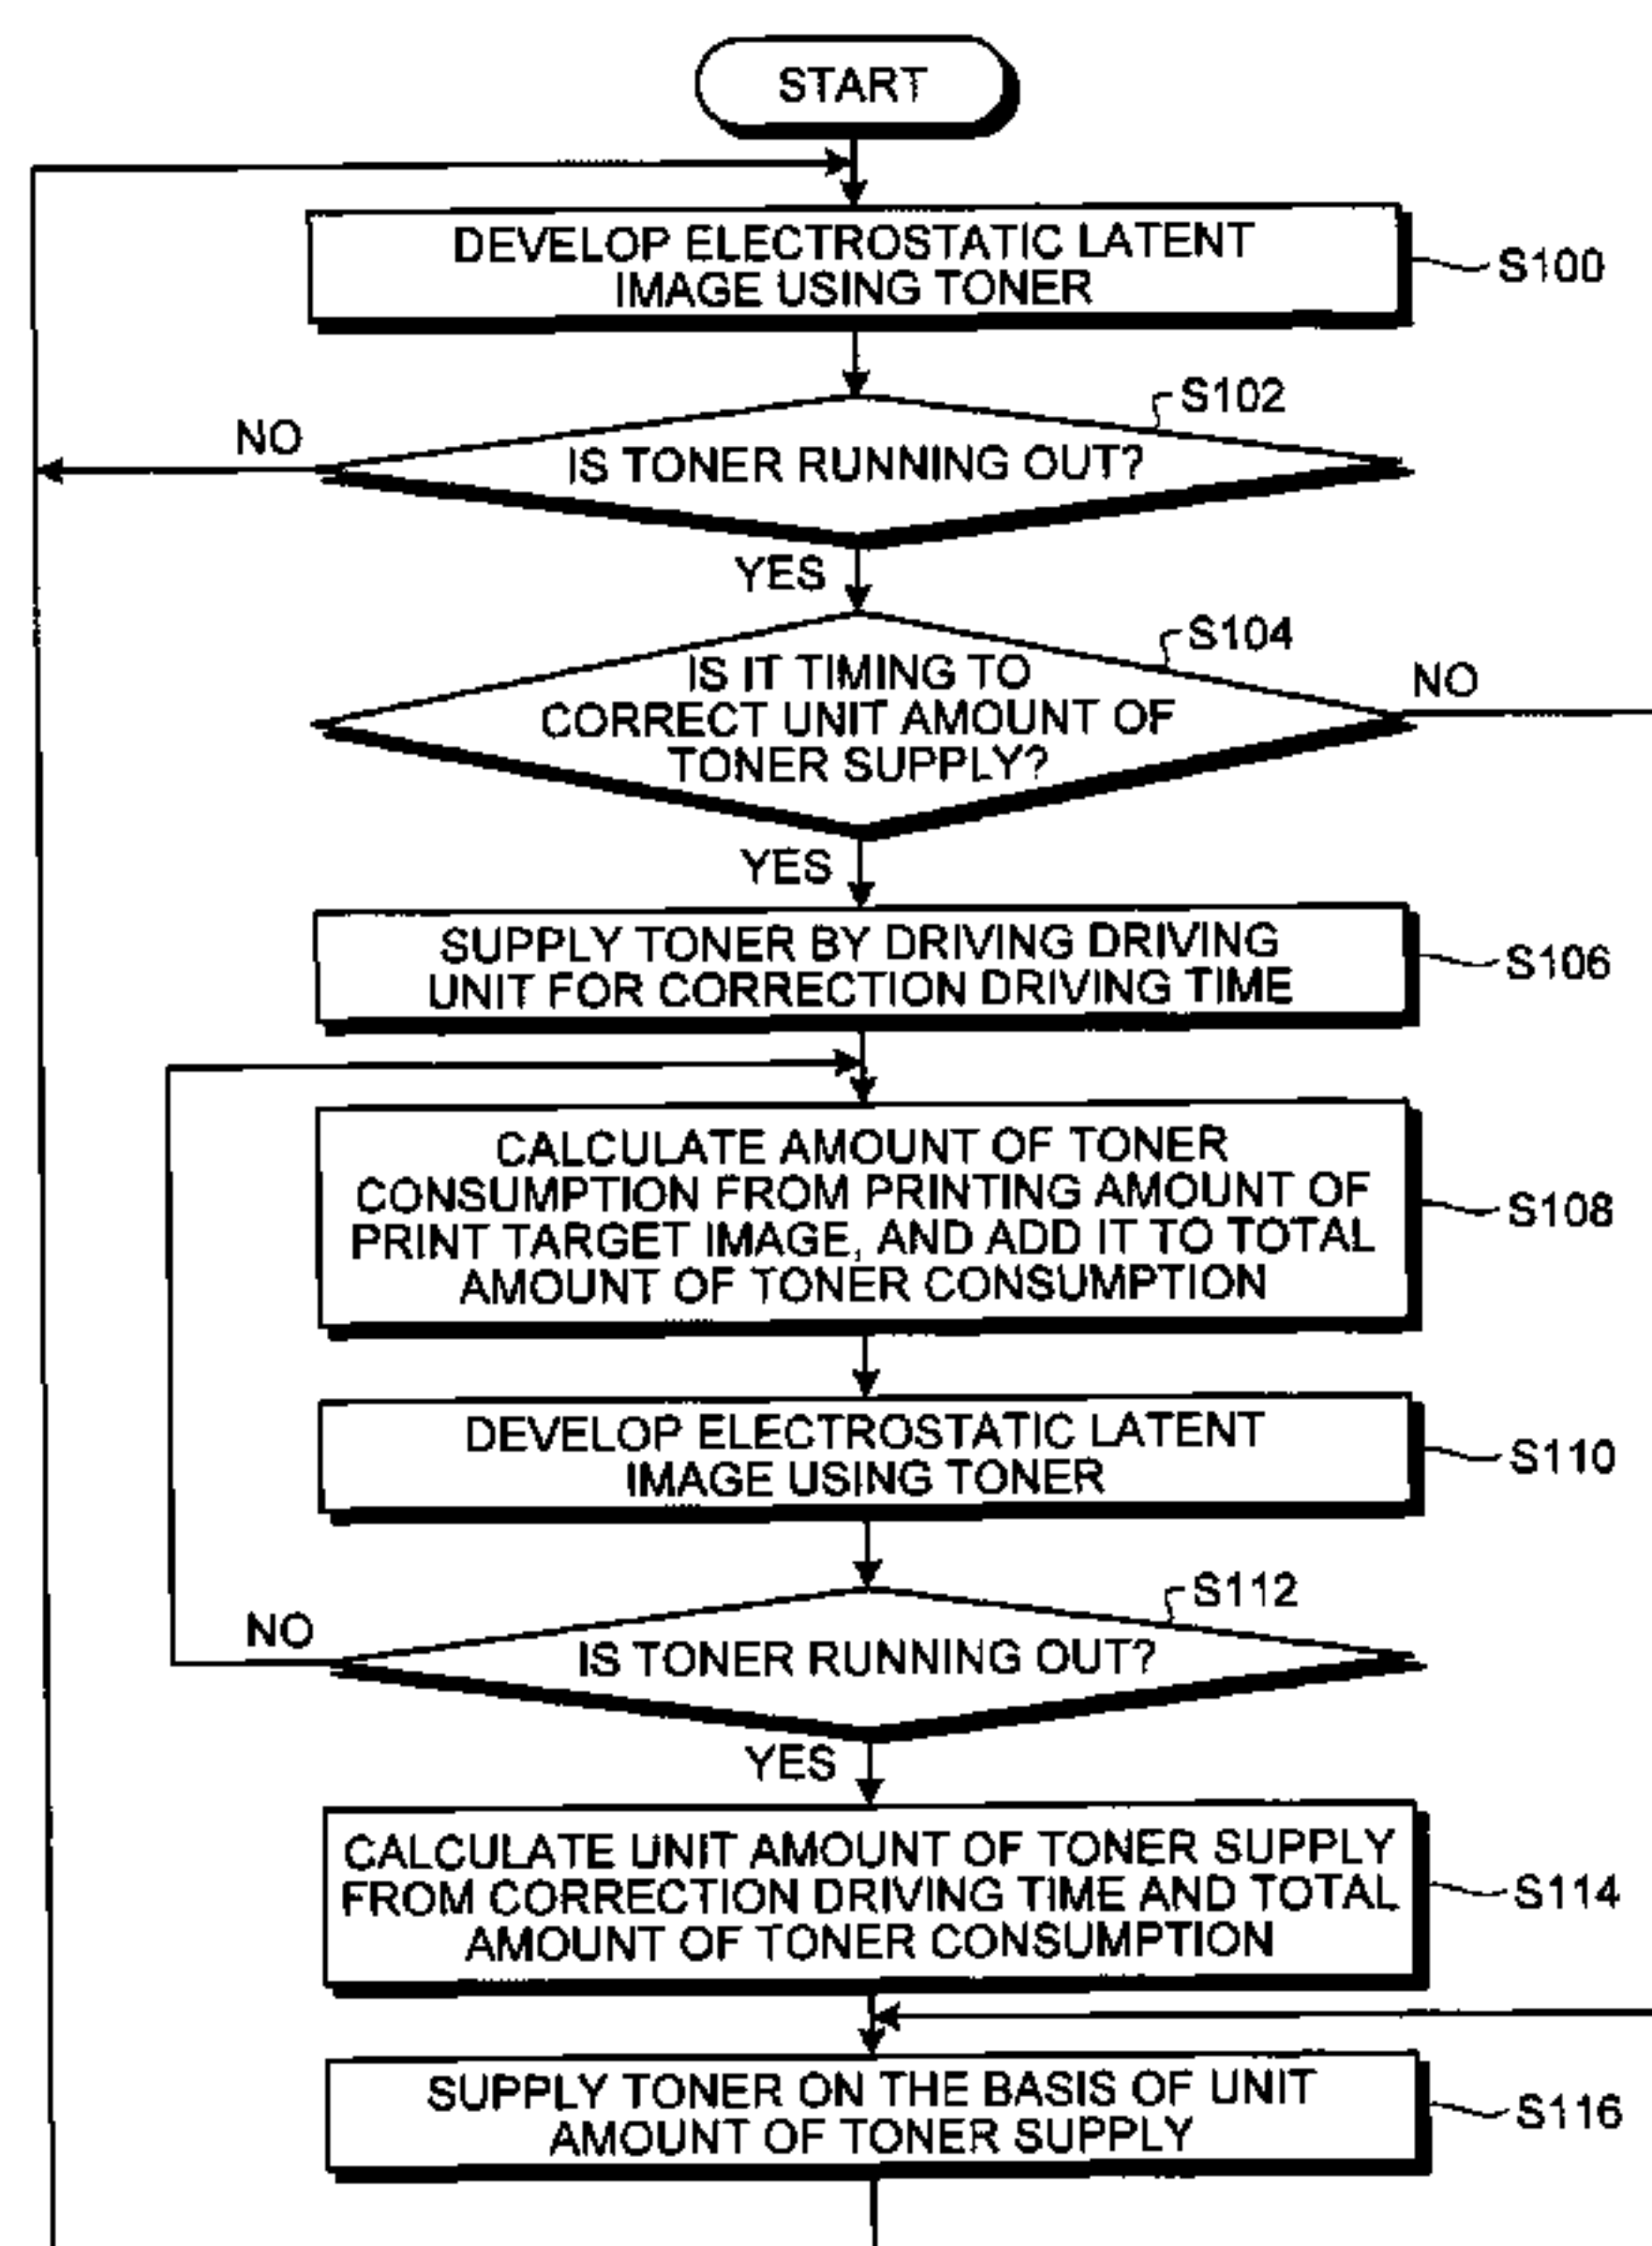 START
DEVELOP ELECTROSTATIC LATENT
IMAGE USING TONER
S100
S102
NO
IS TONER RUNNING OUT?
YES
S104
IS IT TIMING TO
CORRECT UNIT AMOUNT OF
TONER SUPPLY?
NO
YES
SUPPLY TONER BY DRIVING DRIVING
UNIT FOR CORRECTION DRIVING TIME
S106
CALCULATE AMOUNT OF TONER
CONSUMPTION FROM PRINTING AMOUNT OF
PRINT TARGET IMAGE, AND ADD IT TO TOTAL
AMOUNT OF TONER CONSUMPTION
S108
DEVELOP ELECTROSTATIC LATENT
IMAGE USING TONER
S110
S112
NO
IS TONER RUNNING OUT?
YES
CALCULATE UNIT AMOUNT OF TONER SUPPLY
FROM CORRECTION DRIVING TIME AND TOTAL
AMOUNT OF TONER CONSUMPTION
S114
SUPPLY TONER ON THE BASIS OF UNIT
AMOUNT OF TONER SUPPLY
S116